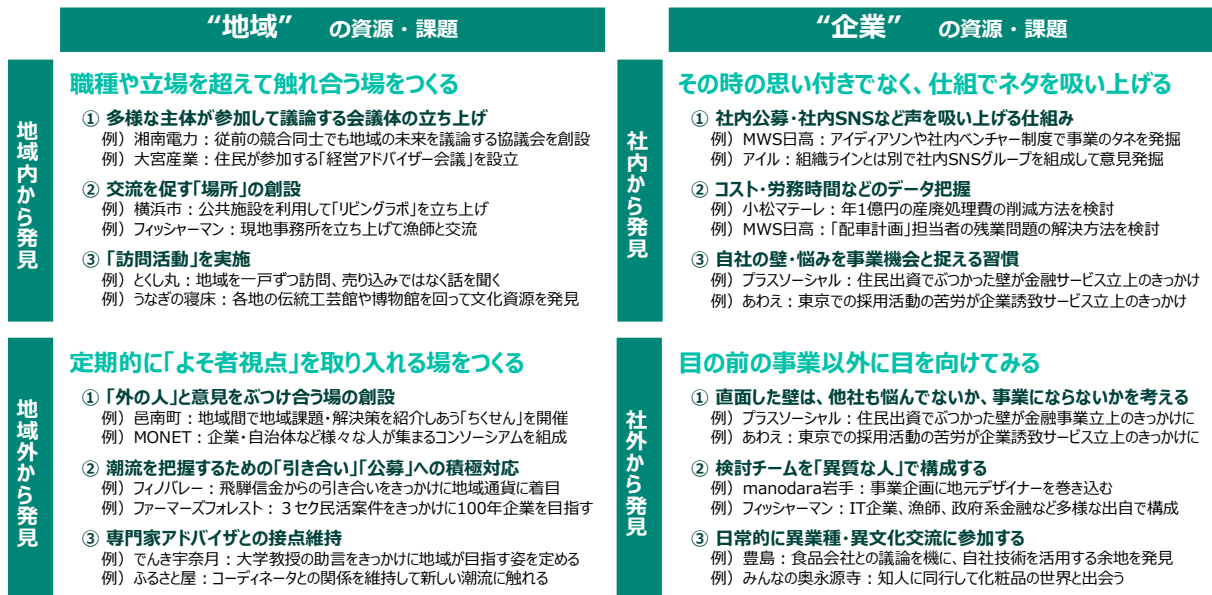 “地域” の資源・課題
地域内から発見
職種や立場を超えて触れ合う場をつくる
① 多様な主体が参加して議論する会議体の立ち上げ
例）湘南電力：従前の競合同士でも地域の未来を議論する協議会を創設
例）大宮産業：住民が参加する「経営アドバイザー会議」を設立
② 交流を促す「場所」の創設
例）横浜市：公共施設を利用して「リビングラボ」を立ち上げ
例）フィッシャーマン：現地事務所を立ち上げて漁師と交流
③ 「訪問活動」を実施
例）とくし丸：地域を一戸ずつ訪問、売り込みではなく話を聞く
例）うなぎの寝床：各地の伝統工芸館や博物館を回って文化資源を発見
地域外から発見
定期的に「よそ者視点」を取り入れる場をつくる
① 「外の人」と意見をぶつけ合う場の創設
例）邑南町：地域間で地域課題・解決策を紹介しあう「ちくせん」を開催
例）MONET：企業・自治体など様々な人が集まるコンソーシアムを組成
② 潮流を把握するための「引き合い」「公募」への積極対応
例）フィノバレー：飛騨信金からの引き合いをきっかけに地域通貨に着目
例）ファーマーズフォレスト：３セク民活案件をきっかけに100年企業を目指す
③ 専門家アドバイザとの接点維持
例）でんき宇奈月：大学教授の助言をきっかけに地域が目指す姿を定める
例）ふるさと屋：コーディネータとの関係を維持して新しい潮流に触れる
“企業” の資源・課題
社内から発見
その時の思い付きでなく、仕組でネタを吸い上げる
① 社内公募・社内SNSなど声を吸い上げる仕組み
例）MWS日高：アイディアソンや社内ベンチャー制度で事業のタネを発掘
例）アイル：組織ラインとは別で社内SNSグループを組成して意見発掘
② コスト・労務時間などのデータ把握
例）小松マテーレ：年1億円の産廃処理費の削減方法を検討
例）MWS日高：「配車計画」担当者の残業問題の解決方法を検討
③ 自社の壁・悩みを事業機会と捉える習慣
例）プラスソーシャル：住民出資でぶつかった壁が金融サービス立上のきっかけ
例）あわえ：東京での採用活動の苦労が企業誘致サービス立上のきっかけ
社外から発見
目の前の事業以外に目を向けてみる
① 直面した壁は、他社も悩んでないか、事業にならないかを考える
例）プラスソーシャル：住民出資でぶつかった壁が金融事業立上のきっかけに
例）あわえ：東京での採用活動の苦労が企業誘致サービス立上のきっかけに
② 検討チームを「異質な人」で構成する
例）manodara岩手：事業企画に地元デザイナーを巻き込む
例）フィッシャーマン：IT企業、漁師、政府系金融など多様な出自で構成
③ 日常的に異業種・異文化交流に参加する
例）豊島：食品会社との議論を機に、自社技術を活用する余地を発見
例）みんなの奥永源寺：知人に同行して化粧品の世界と出会う